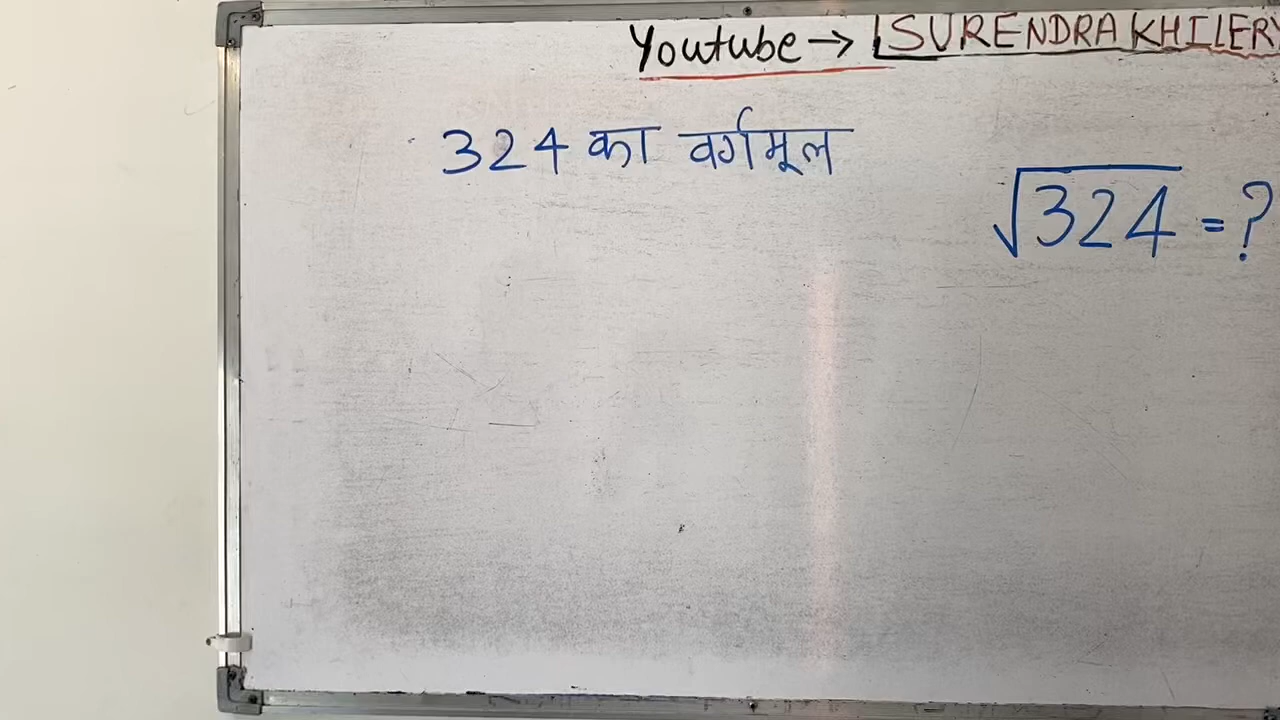 Youtube → SURENDRA KHILERY
324 का वर्गमूल
√324 = ?